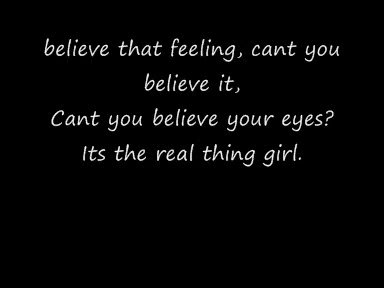 believe that feeling, cant you
believe it,
Cant you believe your eyes?
Its the real thing girl.